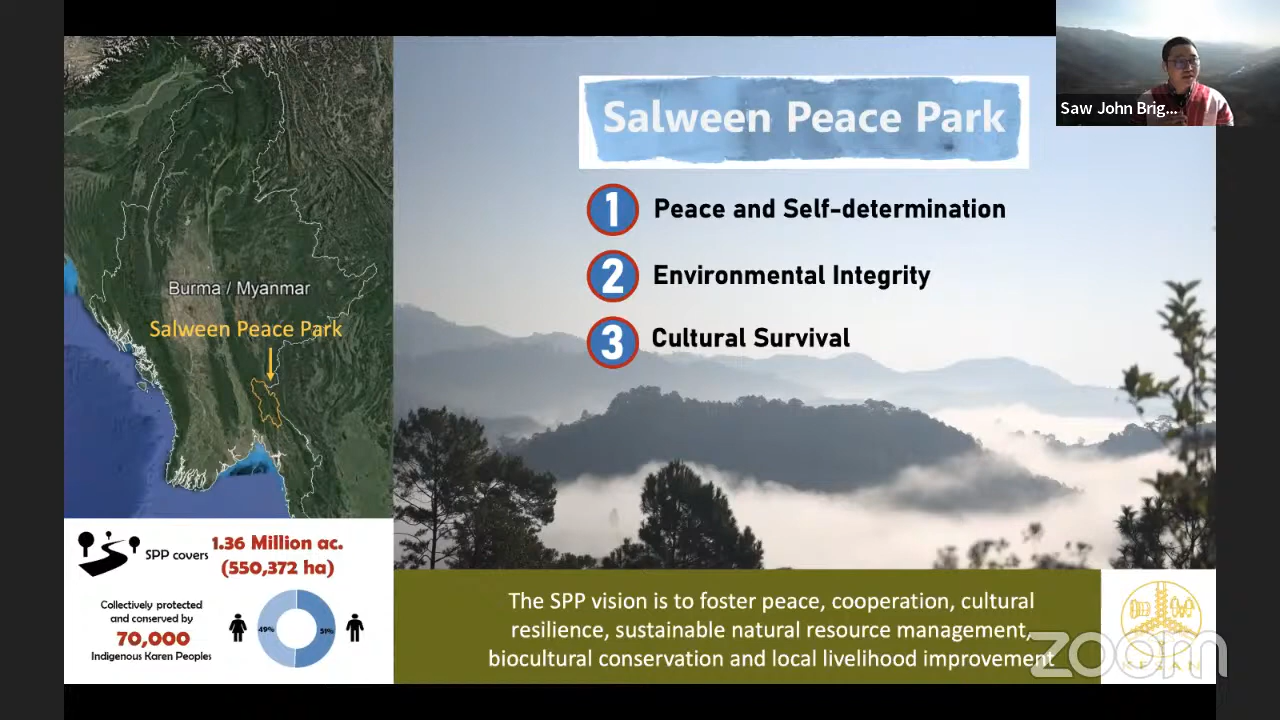 Salween Peace Park
1 Peace and Self-determination
2 Environmental Integrity
3 Cultural Survival
Saw John Brig...
Burma / Myanmar
Salween Peace Park
SPP covers 1.36 Million ac.
(550,372 ha)
Collectively protected
and conserved by
70,000
Indigenous Karen Peoples
49%
51%
The SPP vision is to foster peace, cooperation, cultural
resilience, sustainable natural resource management,
biocultural conservation and local livelihood improvement
zoom
KESAN